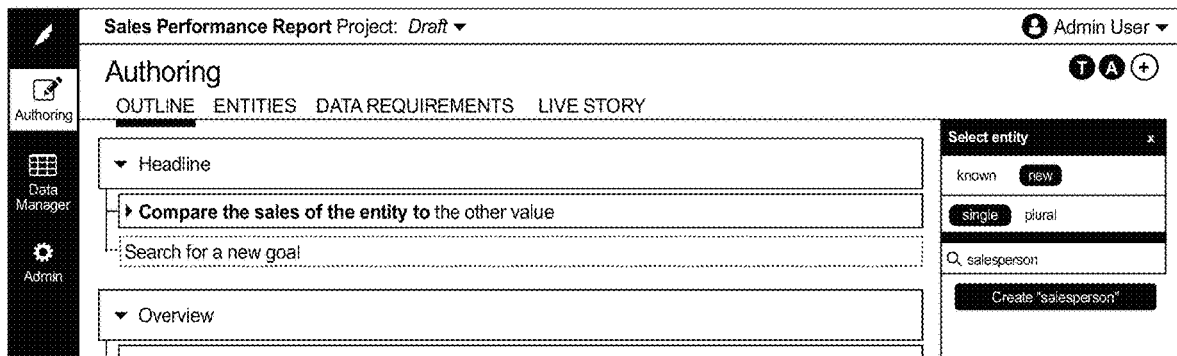 Sales Performance Report Project: Draft
Admin User
Authoring
T A +
OUTLINE ENTITIES DATA REQUIREMENTS LIVE STORY
Authoring
Data
Manager
Admin
Headline
Compare the sales of the entity to the other value
Search for a new goal
Overview
Select entity x
known new
single plural
salesperson
Create "salesperson"